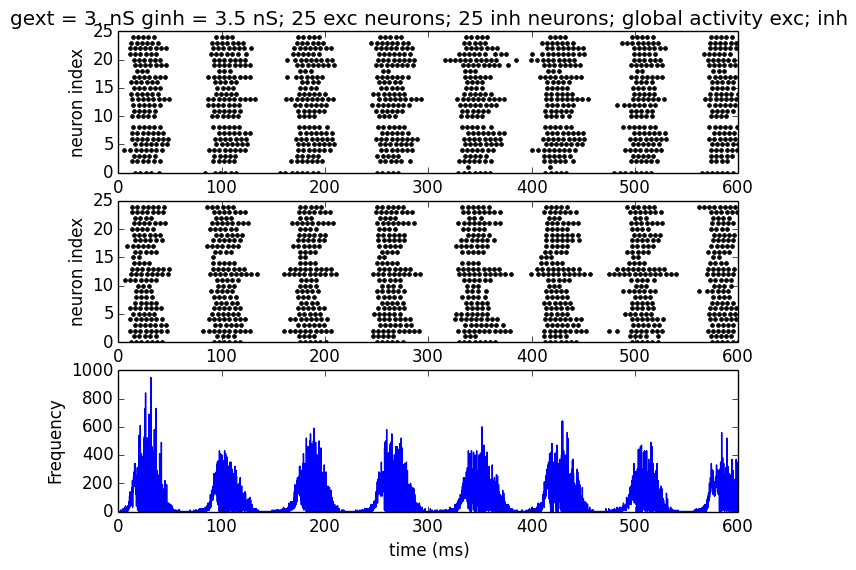 gext = 3. nS ginh = 3.5 nS; 25 exc neurons; 25 inh neurons; global activity exc; inh
25
20
15
10
5
0
neuron index
0 100 200 300 400 500 600
25
20
15
10
5
0
neuron index
0 100 200 300 400 500 600
1000
800
600
400
200
0
Frequency
0 100 200 300 400 500 600
time (ms)